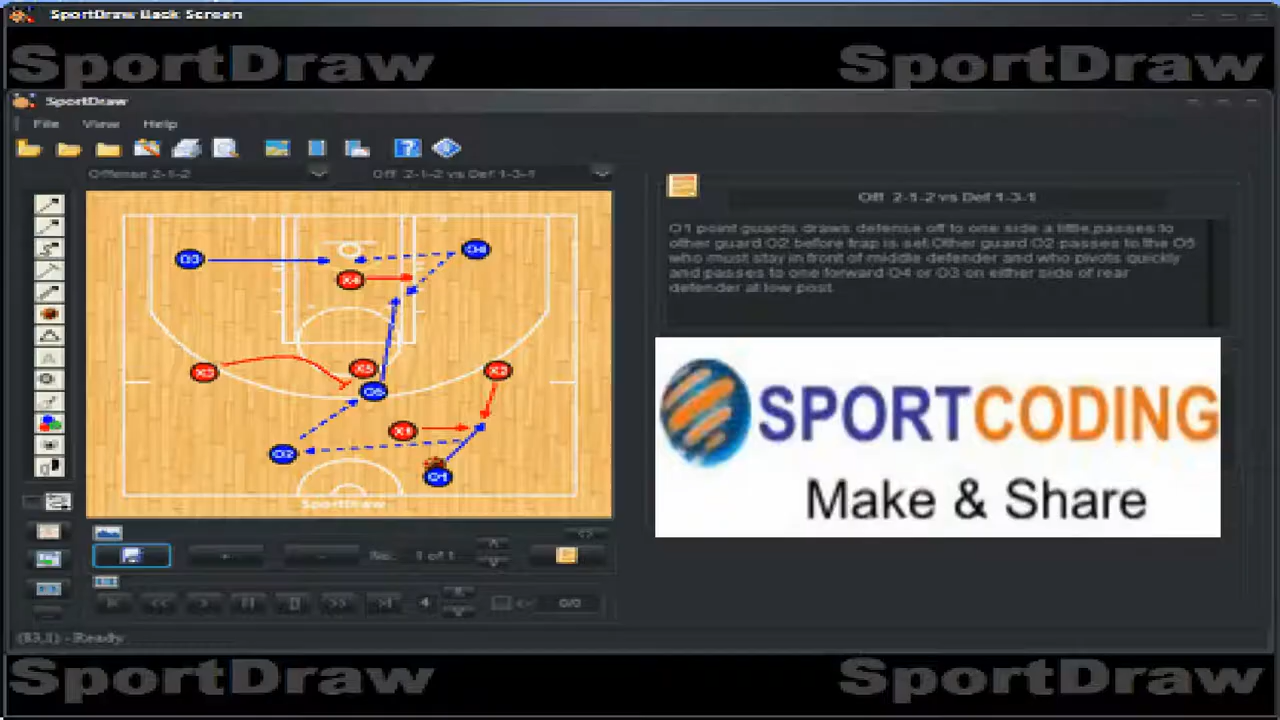 SportDraw Back Screen
SportDraw SportDraw
SportDraw
File View Help
Offense 2-1-2 Off 2-1-2 vs Def 1-3-1
Off 2-1-2 vs Def 1-3-1
O1 point guards draws defense off to one side a little,passes to
other guard O2 before trap is set.Other guard O2 passes to the O5
who must stay in front of middle defender and who pivots quickly
and passes to one forward O4 or O3 on either side of rear
defender at low post.
O3 O4
X4
X3 X5 X2
O5
X1
O2
O1
SportDraw
SPORTCODING
Make & Share
No.: 1 of 1
4 0/0
(83,1) - Ready
SportDraw SportDraw